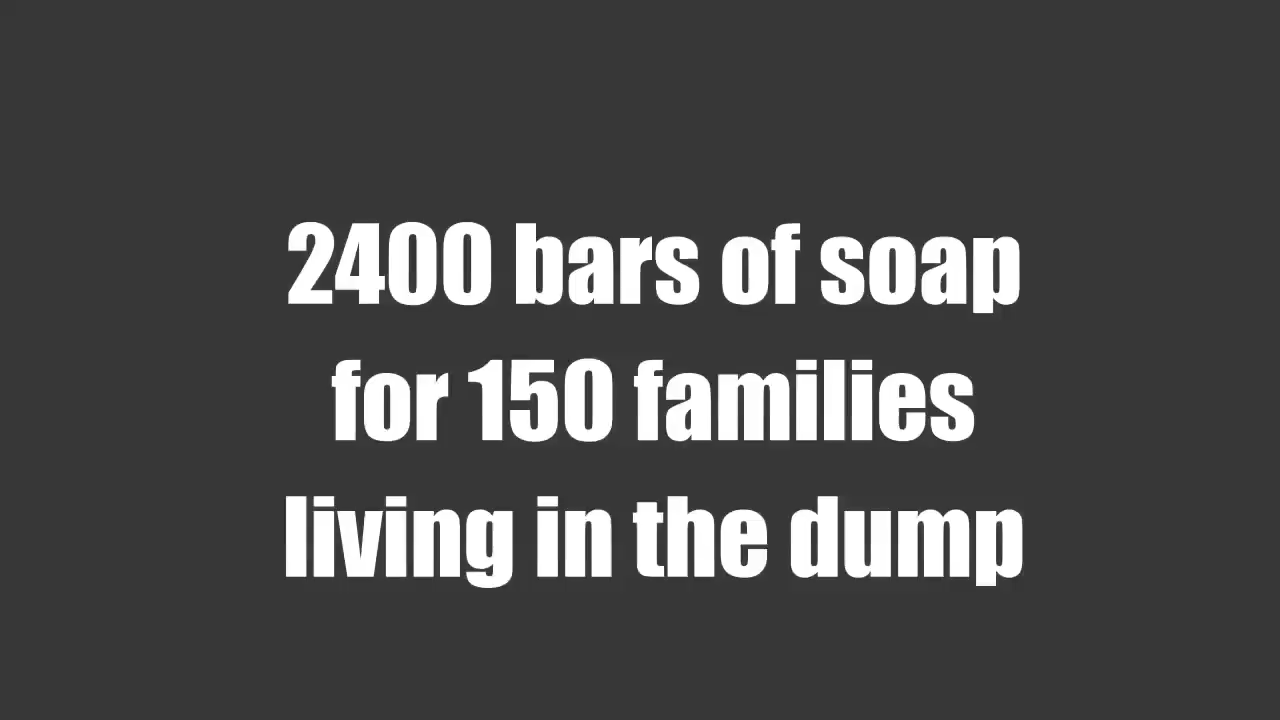 2400 bars of soap
for 150 families
living in the dump